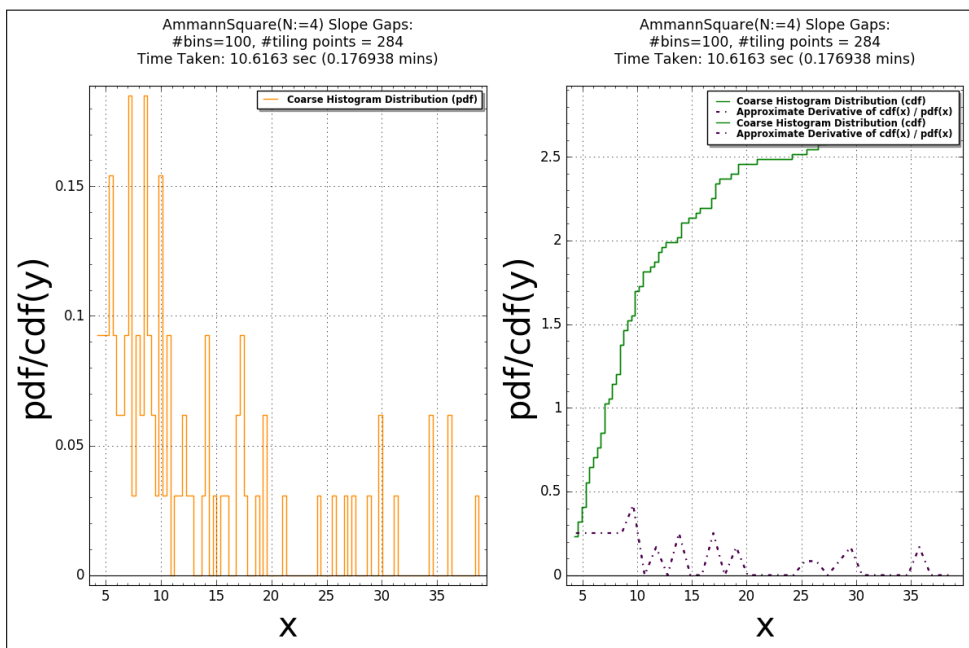 AmmannSquare(N:=4) Slope Gaps:
#bins=100, #tiling points = 284
Time Taken: 10.6163 sec (0.176938 mins)
Coarse Histogram Distribution (pdf)
pdf/cdf(y)
0.15
0.1
0.05
0
5 10 15 20 25 30 35
x
AmmannSquare(N:=4) Slope Gaps:
#bins=100, #tiling points = 284
Time Taken: 10.6163 sec (0.176938 mins)
Coarse Histogram Distribution (cdf)
Approximate Derivative of cdf(x) / pdf(x)
Coarse Histogram Distribution (cdf)
Approximate Derivative of cdf(x) / pdf(x)
pdf/cdf(y)
2.5
2
1.5
1
0.5
0
5 10 15 20 25 30 35
x